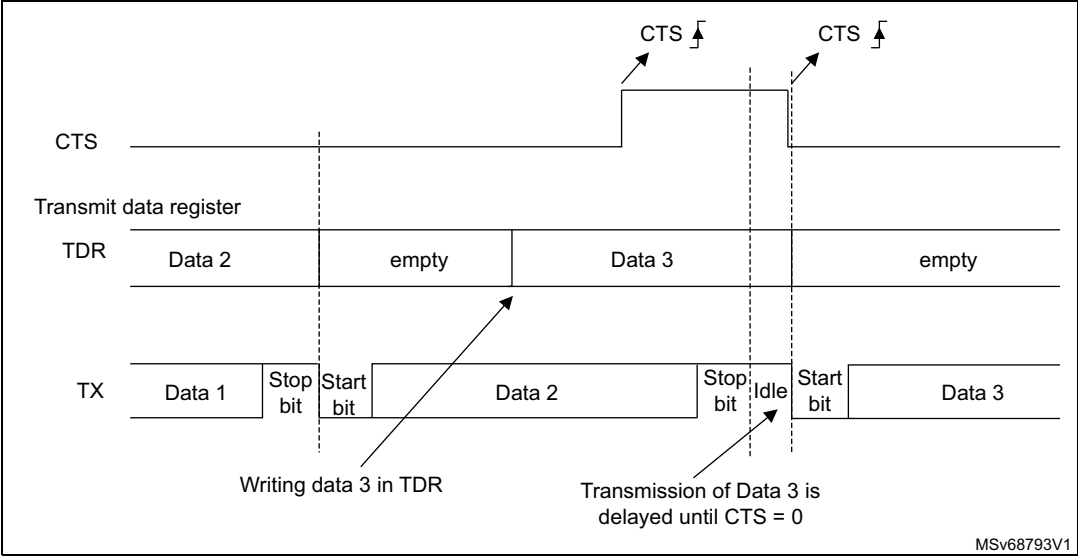 CTS
CTS
CTS
Transmit data register
TDR
Data 2
empty
Data 3
empty
TX
Data 1
Stop
bit
Start
bit
Data 2
Stop
bit
Idle
Start
bit
Data 3
Writing data 3 in TDR
Transmission of Data 3 is
delayed until CTS = 0
MSv68793V1